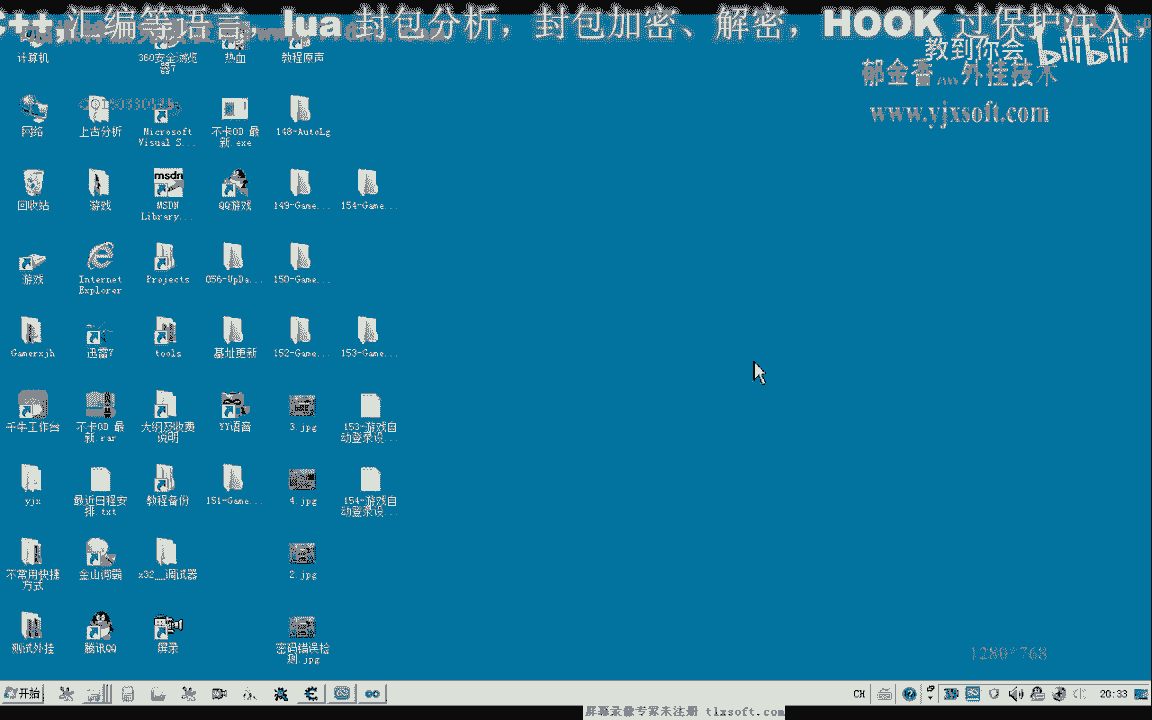 C++，汇编等语言，lua 封包分析，封包加密、解密，HOOK 过保护注入，
教到你会
bilibili
外挂技术
www.yjxsoft.com
计算机
360安全浏览器7
热血
教程原声
网络
上古分析
Microsoft Visual S...
不卡OD 最新.exe
148-AutoLg
回收站
游戏
MSDN Library...
QQ游戏
149-Game...
154-Game...
游戏
Internet Explorer
Projects
056-UpDa...
150-Game...
Gamerxjh
迅雷7
tools
基址更新
152-Game...
153-Game...
千牛工作台
不卡OD 最新.rar
大纲及收费说明
YY语音
3.jpg
153-游戏自动登录设...
yjx
最近日程安排.txt
教程备份
151-Game...
4.jpg
154-游戏自动登录设...
不常用快捷方式
金山词霸
x32__调试器
2.jpg
测试外挂
腾讯QQ
屏录
密码错误检测.jpg
1280*768
开始
CH
20:33
屏幕录像专家未注册 tlxsoft.com